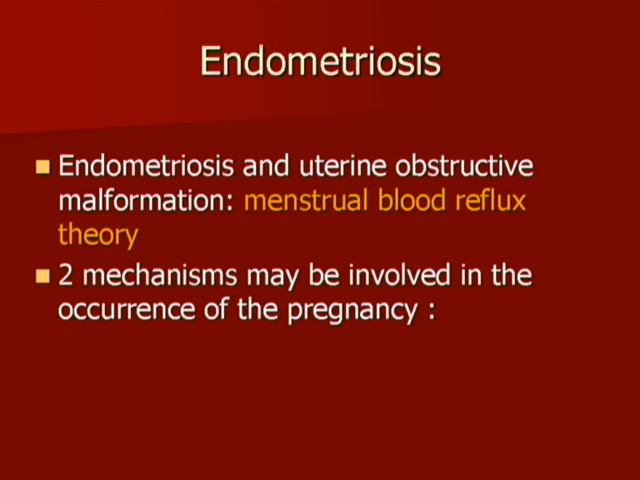 Endometriosis
Endometriosis and uterine obstructive
malformation: menstrual blood reflux
theory
2 mechanisms may be involved in the
occurrence of the pregnancy :